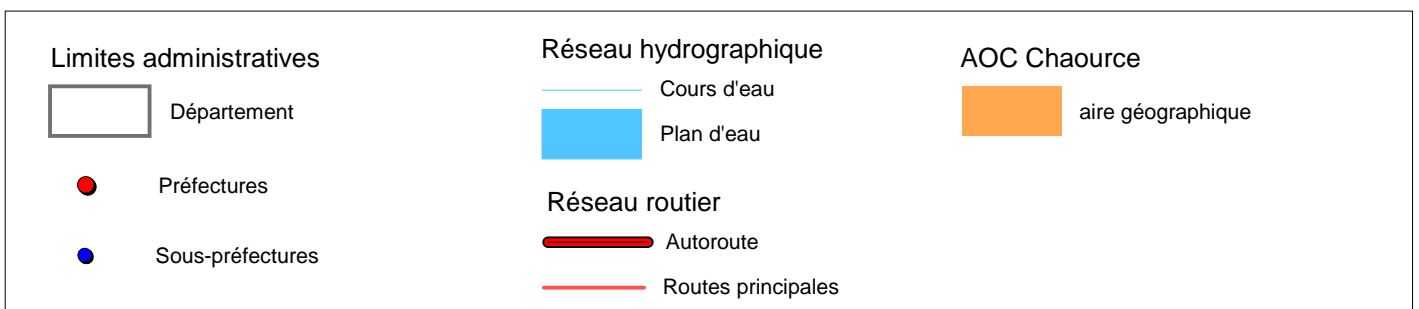 Limites administratives
Département
Préfectures
Sous-préfectures
Réseau hydrographique
Cours d'eau
Plan d'eau
Réseau routier
Autoroute
Routes principales
AOC Chaource
aire géographique